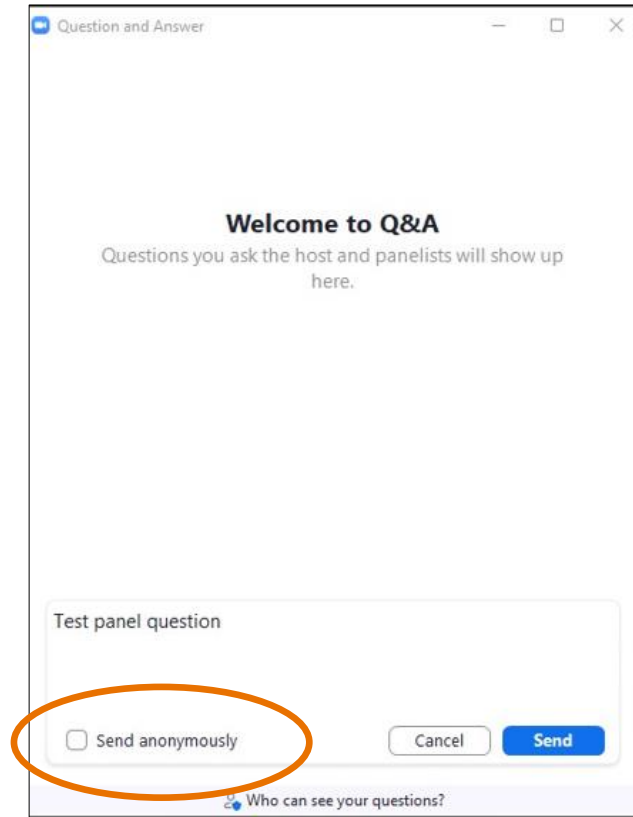 Question and Answer
Welcome to Q&A
Questions you ask the host and panelists will show up
here.
Test panel question
Send anonymously
Cancel
Send
Who can see your questions?